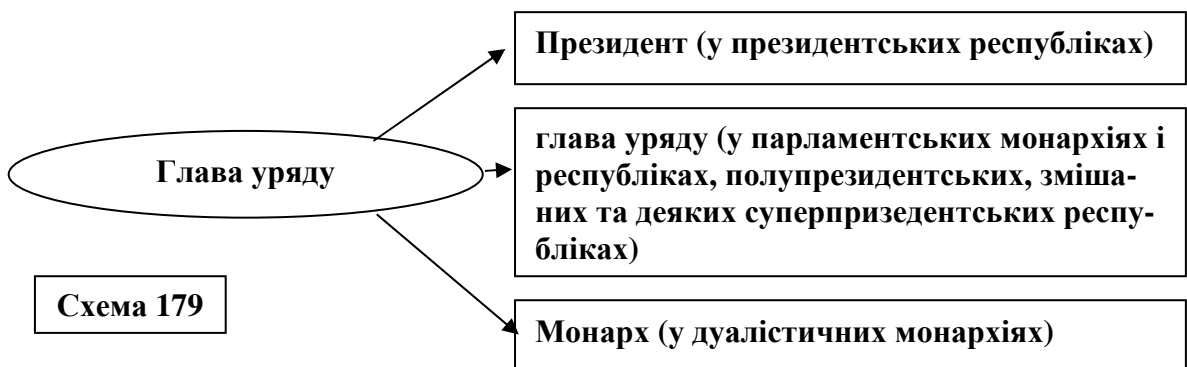 Президент (у президентських республіках)
глава уряду (у парламентських монархіях і
республіках, полупрезидентських, зміша-
них та деяких суперпризедентських респу-
бліках)
Глава уряду
Схема 179
Монарх (у дуалістичних монархіях)